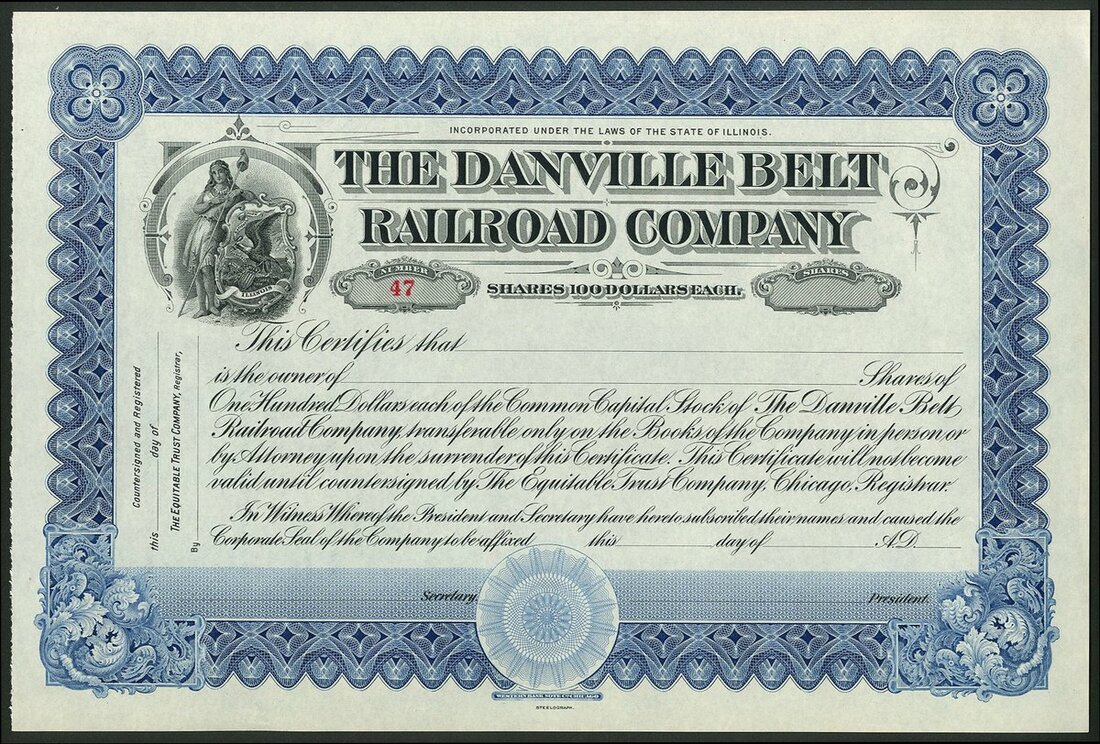 INCORPORATED UNDER THE LAWS OF THE STATE OF ILLINOIS.
THE DANVILLE BELT
RAILROAD COMPANY
NUMBER
47
SHARES 100 DOLLARS EACH.
SHARES
ILLINOIS
This Certifies that
is the owner of Shares of
One Hundred Dollars each of the Common Capital Stock of The Danville Belt
Railroad Company, transferable only on the Books of the Company in person or
by Attorney upon the surrender of this Certificate. This Certificate will not become
valid until countersigned by The Equitable Trust Company, Chicago, Registrar.
In Witness Whereof the President and Secretary have hereto subscribed their names and caused the
Corporate Seal of the Company to be affixed this day of A.D.
Secretary.
President.
Countersigned and Registered
this day of
THE EQUITABLE TRUST COMPANY, Registrar,
By
WESTERN BANK NOTE CO. CHICAGO
STEELOGRAPH.